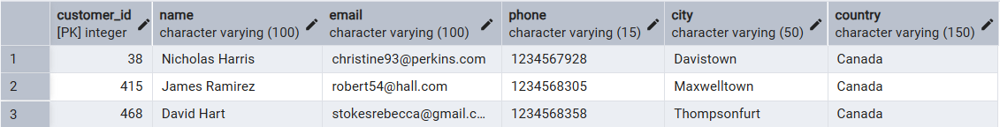 customer_id name email phone city country
[PK] integer character varying (100) character varying (100) character varying (15) character varying (50) character varying (150)
1 38 Nicholas Harris christine93@perkins.com 1234567928 Davistown Canada
2 415 James Ramirez robert54@hall.com 1234568305 Maxwelltown Canada
3 468 David Hart stokesrebecca@gmail.c... 1234568358 Thompsonfurt Canada